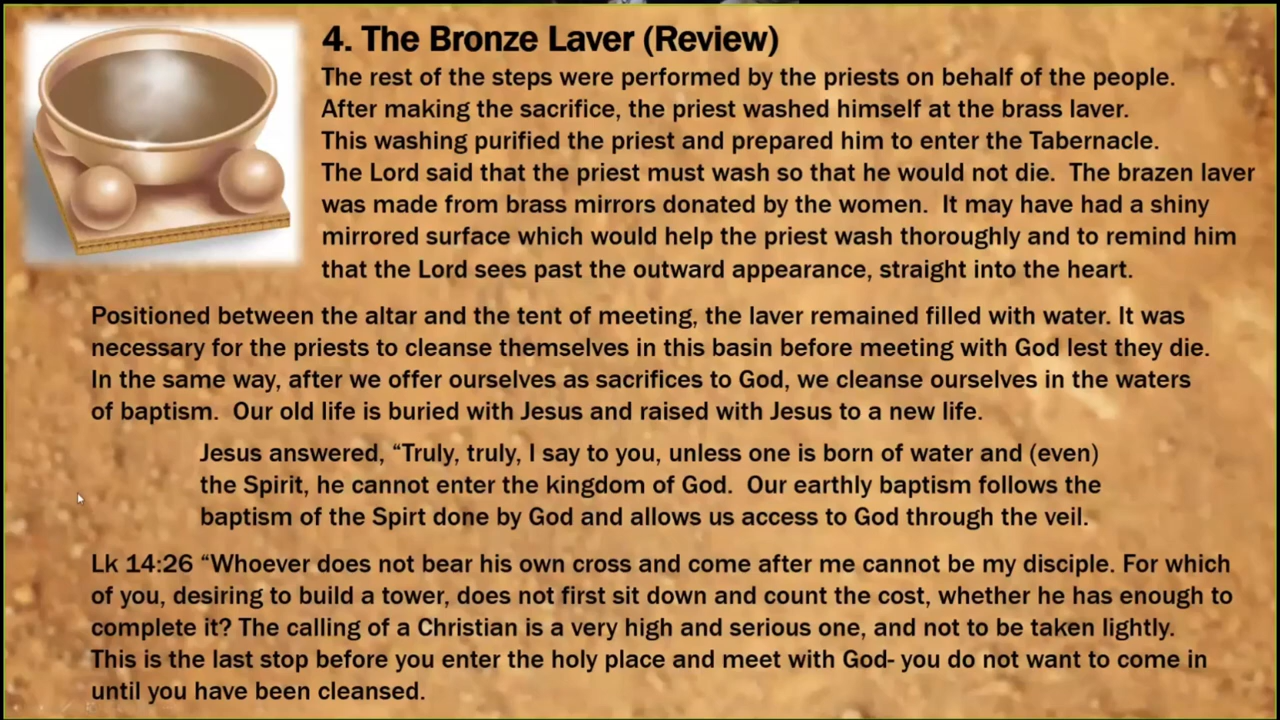 4. The Bronze Laver (Review)
The rest of the steps were performed by the priests on behalf of the people.
After making the sacrifice, the priest washed himself at the brass laver.
This washing purified the priest and prepared him to enter the Tabernacle.
The Lord said that the priest must wash so that he would not die.  The brazen laver
was made from brass mirrors donated by the women.  It may have had a shiny
mirrored surface which would help the priest wash thoroughly and to remind him
that the Lord sees past the outward appearance, straight into the heart.
Positioned between the altar and the tent of meeting, the laver remained filled with water. It was
necessary for the priests to cleanse themselves in this basin before meeting with God lest they die.
In the same way, after we offer ourselves as sacrifices to God, we cleanse ourselves in the waters
of baptism.  Our old life is buried with Jesus and raised with Jesus to a new life.
Jesus answered, “Truly, truly, I say to you, unless one is born of water and (even)
the Spirit, he cannot enter the kingdom of God.  Our earthly baptism follows the
baptism of the Spirt done by God and allows us access to God through the veil.
Lk 14:26 “Whoever does not bear his own cross and come after me cannot be my disciple. For which
of you, desiring to build a tower, does not first sit down and count the cost, whether he has enough to
complete it? The calling of a Christian is a very high and serious one, and not to be taken lightly.
This is the last stop before you enter the holy place and meet with God- you do not want to come in
until you have been cleansed.